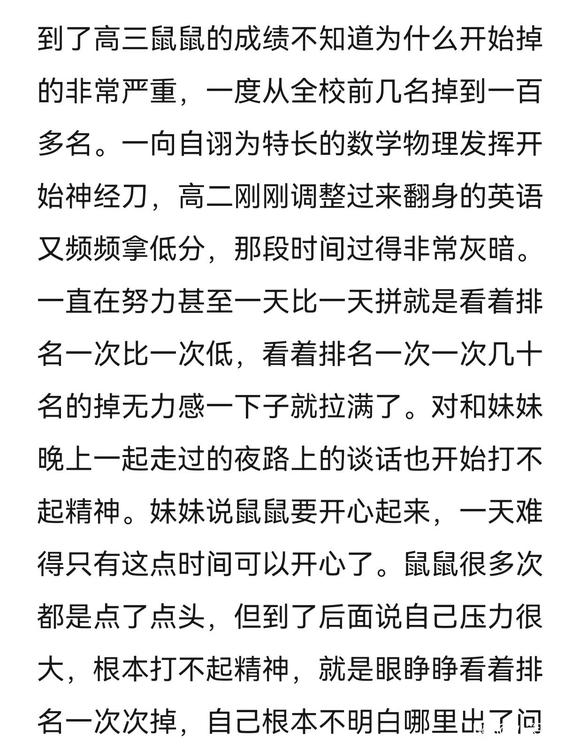 到了高三鼠鼠的成绩不知道为什么开始掉
的非常严重，一度从全校前几名掉到一百
多名。一向自诩为特长的数学物理发挥开
始神经刀，高二刚刚调整过来翻身的英语
又频频拿低分，那段时间过得非常灰暗。
一直在努力甚至一天比一天拼就是看着排
名一次比一次低，看着排名一次一次几十
名的掉无力感一下子就拉满了。对和妹妹
晚上一起走过的夜路上的谈话也开始打不
起精神。妹妹说鼠鼠要开心起来，一天难
得只有这点时间可以开心了。鼠鼠很多次
都是点了点头，但到了后面说自己压力很
大，根本打不起精神，就是眼睁睁看着排
名一次次掉，自己根本不明白哪里出了问